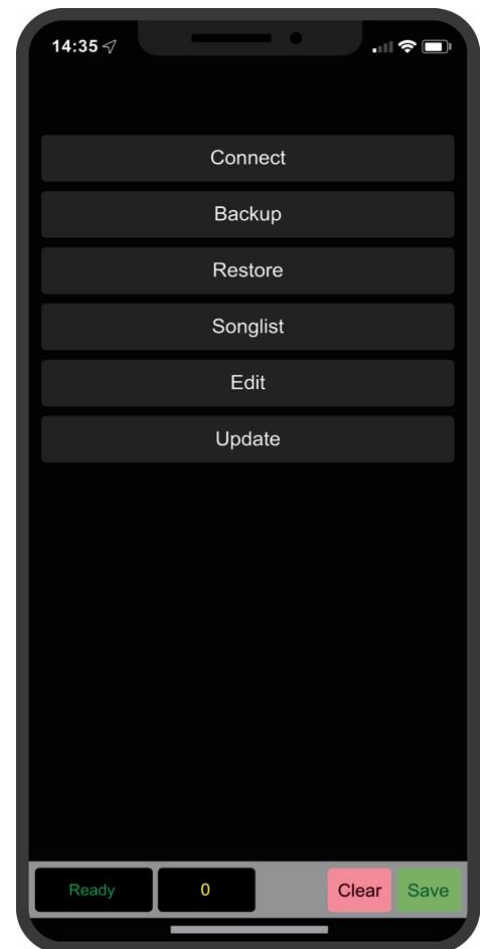 14:35
Connect
Backup
Restore
Songlist
Edit
Update
Ready 0 Clear Save